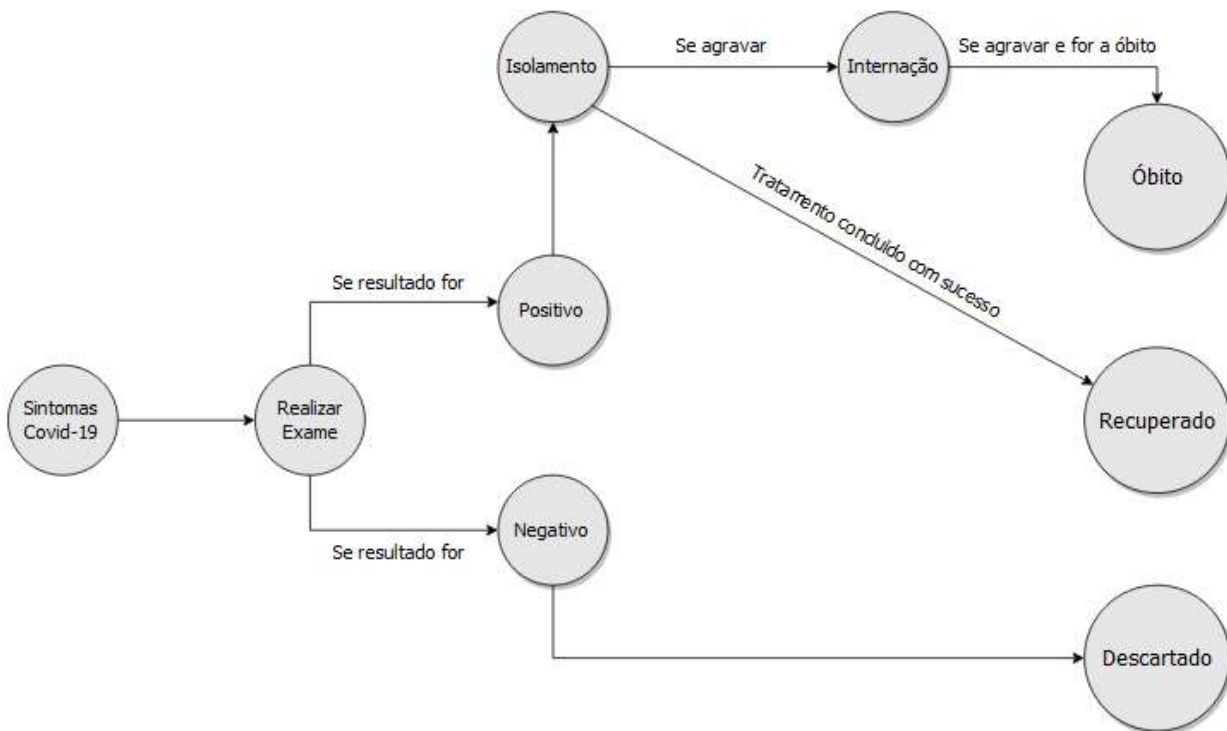 Isolamento
Se agravar
Internação
Se agravar e for a óbito
Óbito
Tratamento concluído com sucesso
Se resultado for
Positivo
Sintomas
Covid-19
Realizar
Exame
Recuperado
Negativo
Se resultado for
Descartado